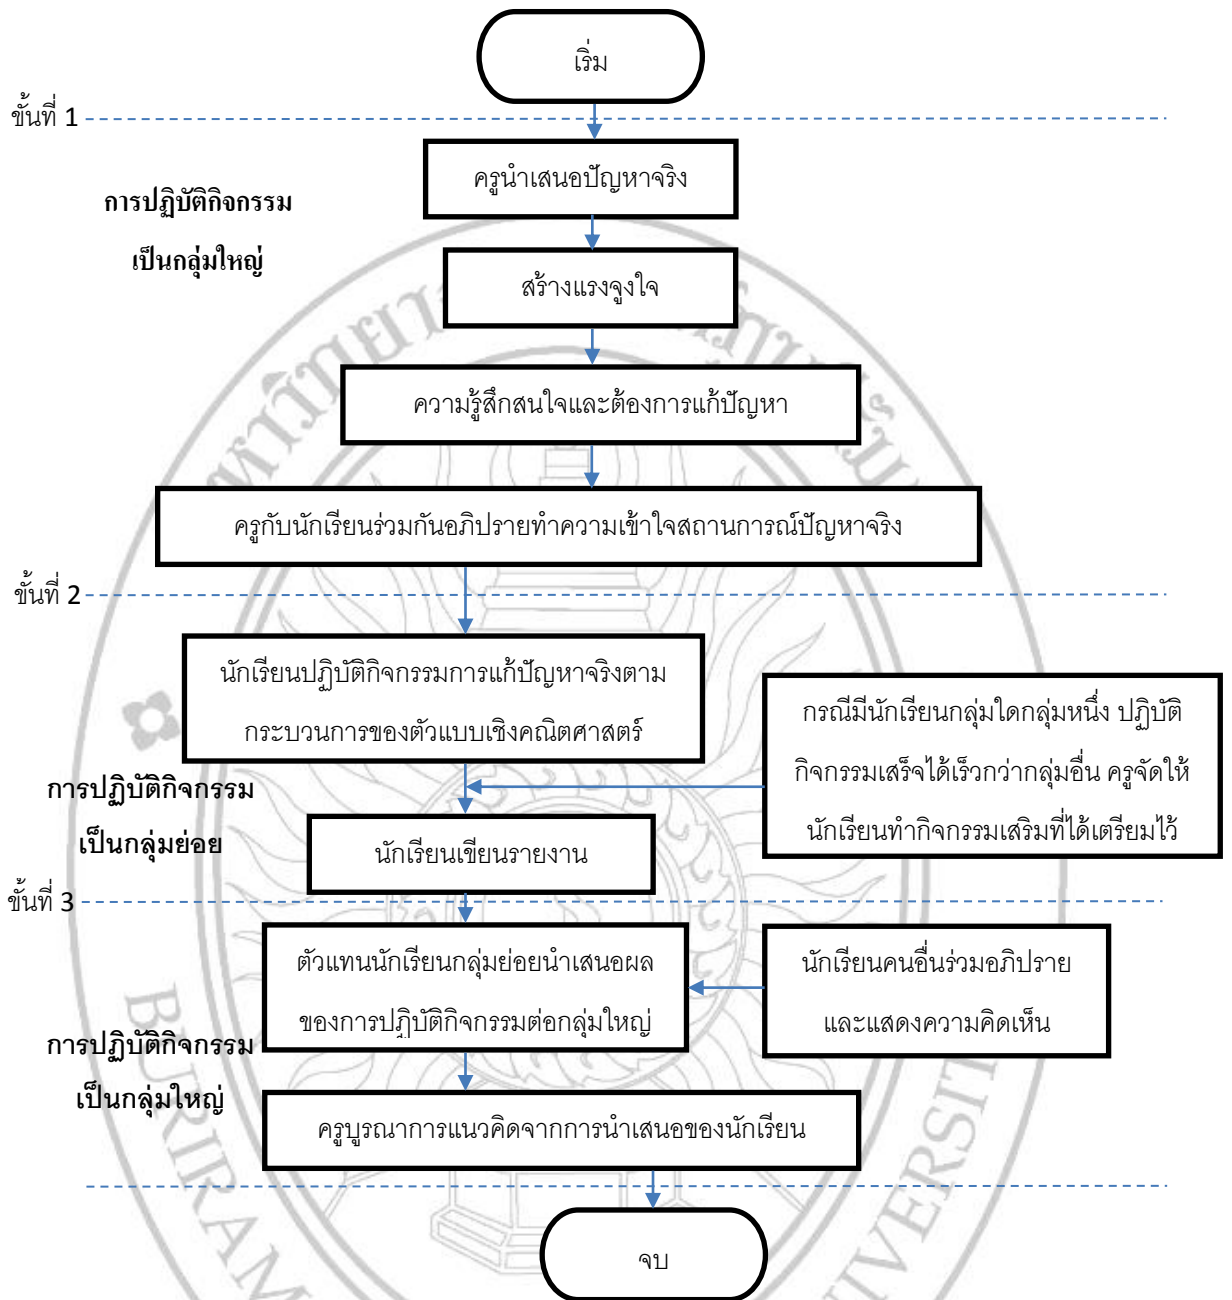 เริ่ม
ขั้นที่ 1
ครูนำเสนอปัญหาจริง
การปฏิบัติกิจกรรม
เป็นกลุ่มใหญ่
สร้างแรงจูงใจ
ความรู้สึกสนใจและต้องการแก้ปัญหา
ครูกับนักเรียนร่วมกันอภิปรายทำความเข้าใจสถานการณ์ปัญหาจริง
ขั้นที่ 2
นักเรียนปฏิบัติกิจกรรมการแก้ปัญหาจริงตาม
กระบวนการของตัวแบบเชิงคณิตศาสตร์
กรณีมีนักเรียนกลุ่มใดกลุ่มหนึ่ง ปฏิบัติ
กิจกรรมเสร็จได้เร็วกว่ากลุ่มอื่น ครูจัดให้
นักเรียนทำกิจกรรมเสริมที่ได้เตรียมไว้
การปฏิบัติกิจกรรม
เป็นกลุ่มย่อย
นักเรียนเขียนรายงาน
ขั้นที่ 3
ตัวแทนนักเรียนกลุ่มย่อยนำเสนอผล
ของการปฏิบัติกิจกรรมต่อกลุ่มใหญ่
นักเรียนคนอื่นร่วมอภิปราย
และแสดงความคิดเห็น
การปฏิบัติกิจกรรม
เป็นกลุ่มใหญ่
ครูบูรณาการแนวคิดจากการนำเสนอของนักเรียน
จบ